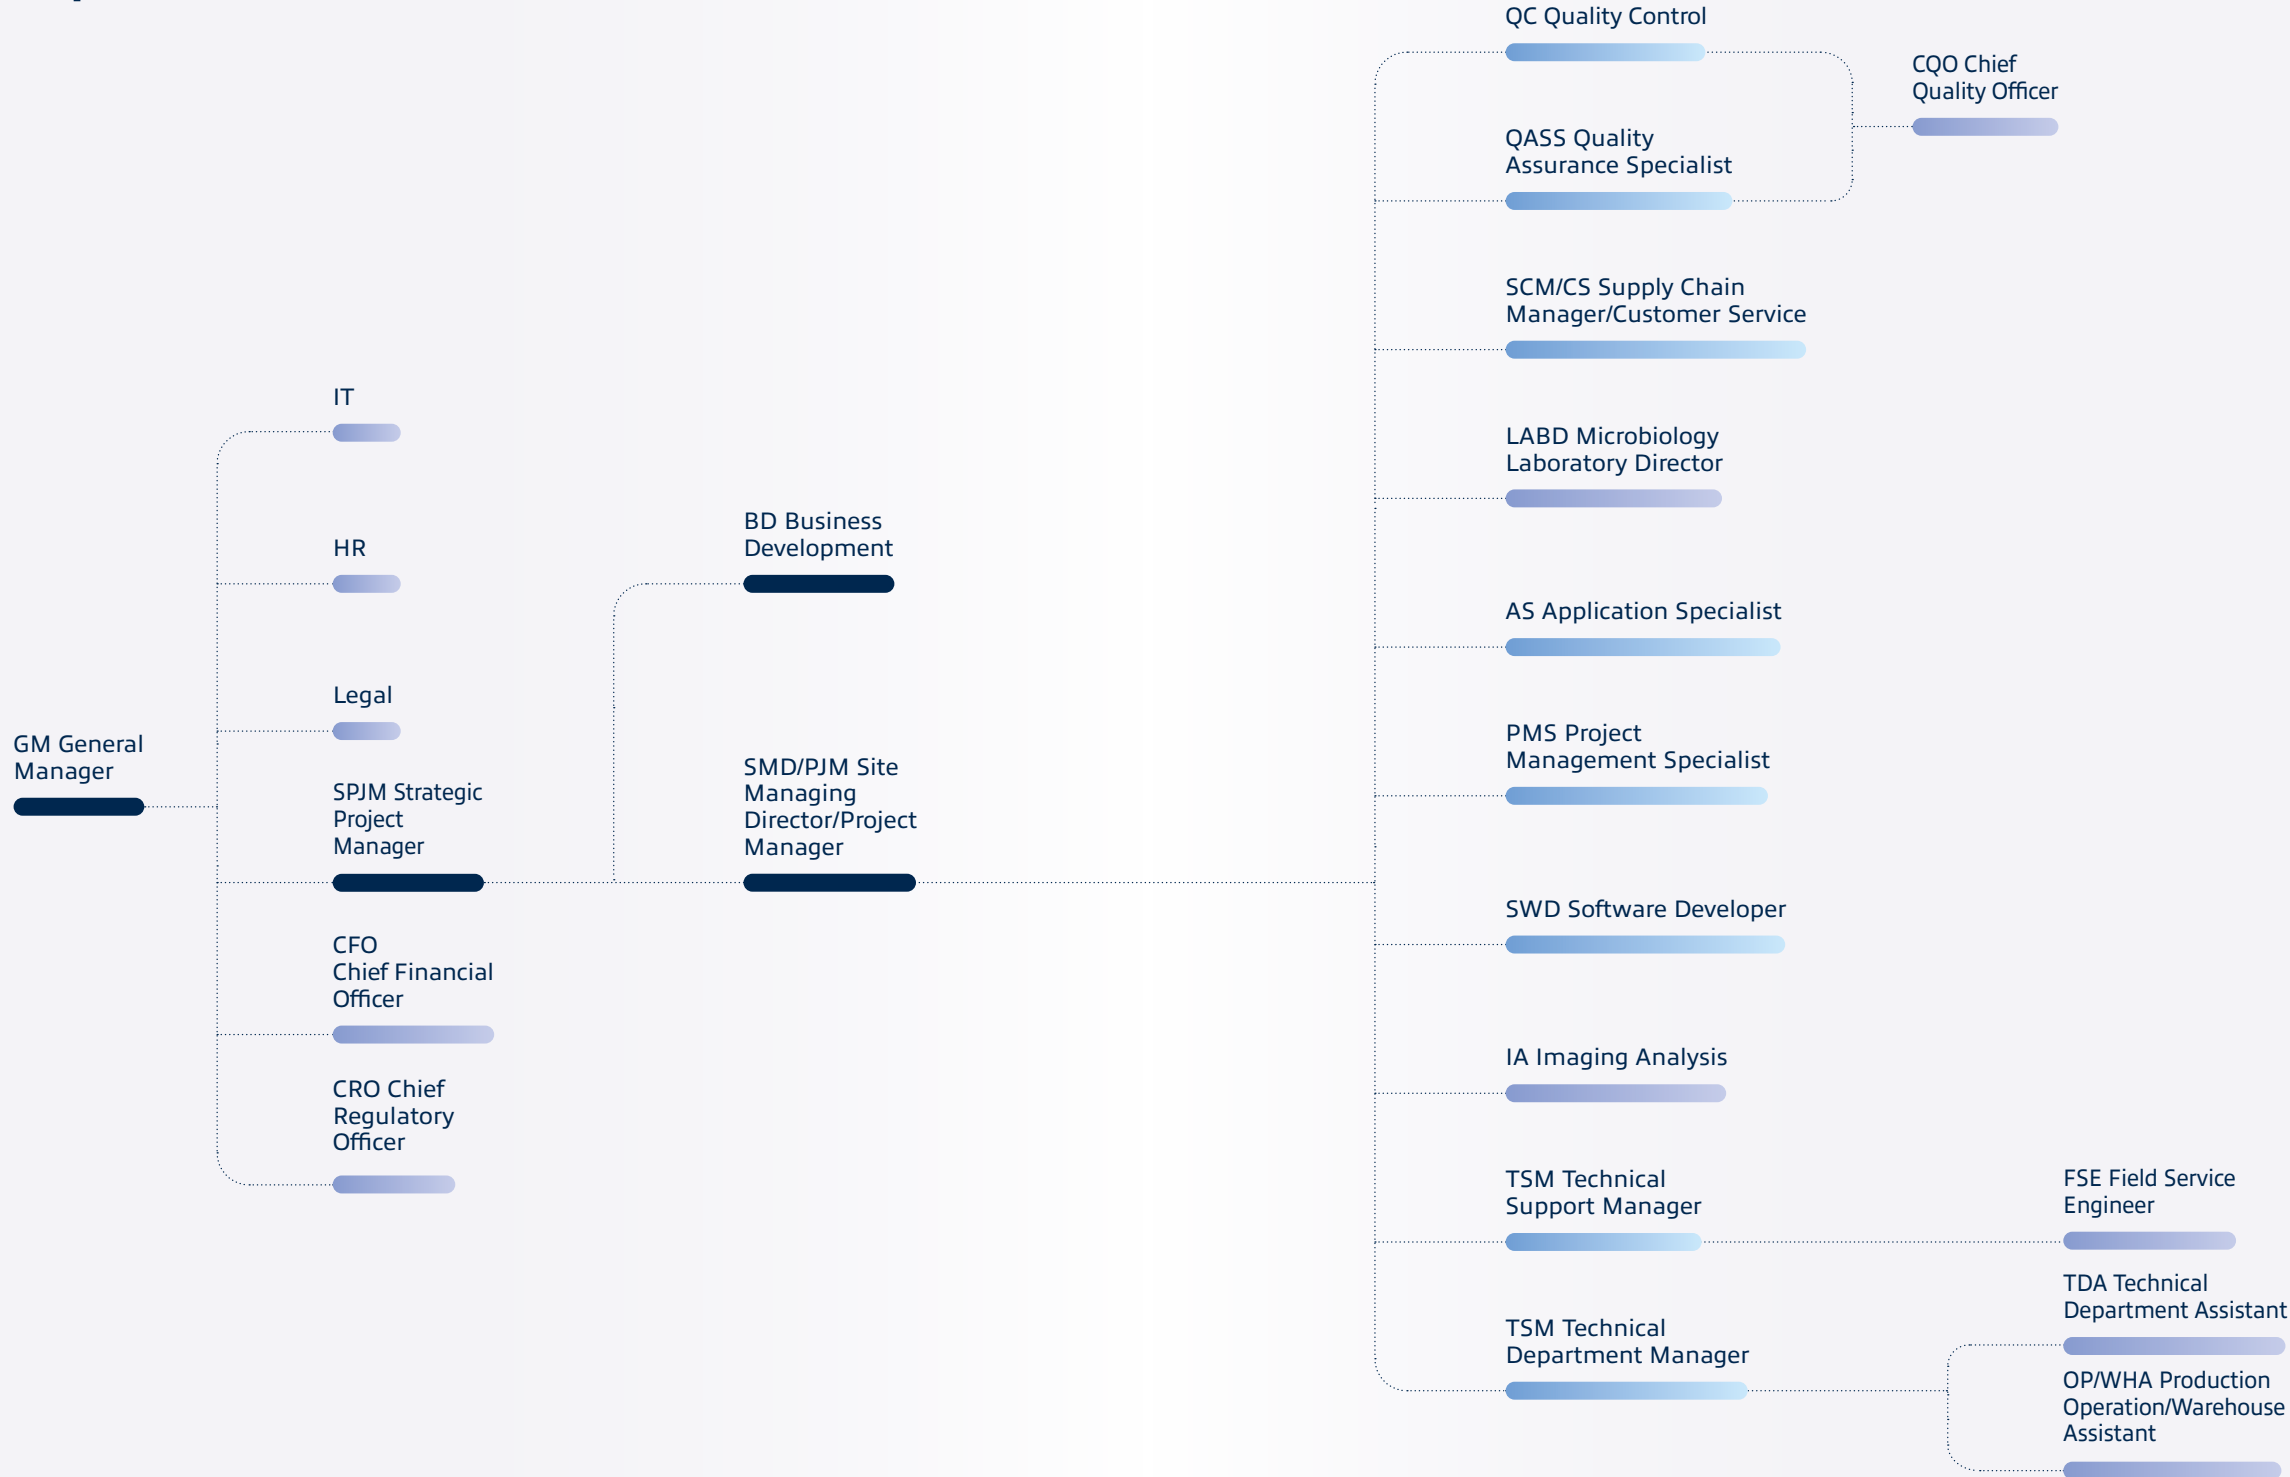 GM General
Manager
IT
HR
Legal
SPJM Strategic
Project
Manager
CFO
Chief Financial
Officer
CRO Chief
Regulatory
Officer
BD Business
Development
SMD/PJM Site
Managing
Director/Project
Manager
QC Quality Control
QASS Quality
Assurance Specialist
SCM/CS Supply Chain
Manager/Customer Service
LABD Microbiology
Laboratory Director
AS Application Specialist
PMS Project
Management Specialist
SWD Software Developer
IA Imaging Analysis
TSM Technical
Support Manager
TSM Technical
Department Manager
CQO Chief
Quality Officer
FSE Field Service
Engineer
TDA Technical
Department Assistant
OP/WHA Production
Operation/Warehouse
Assistant